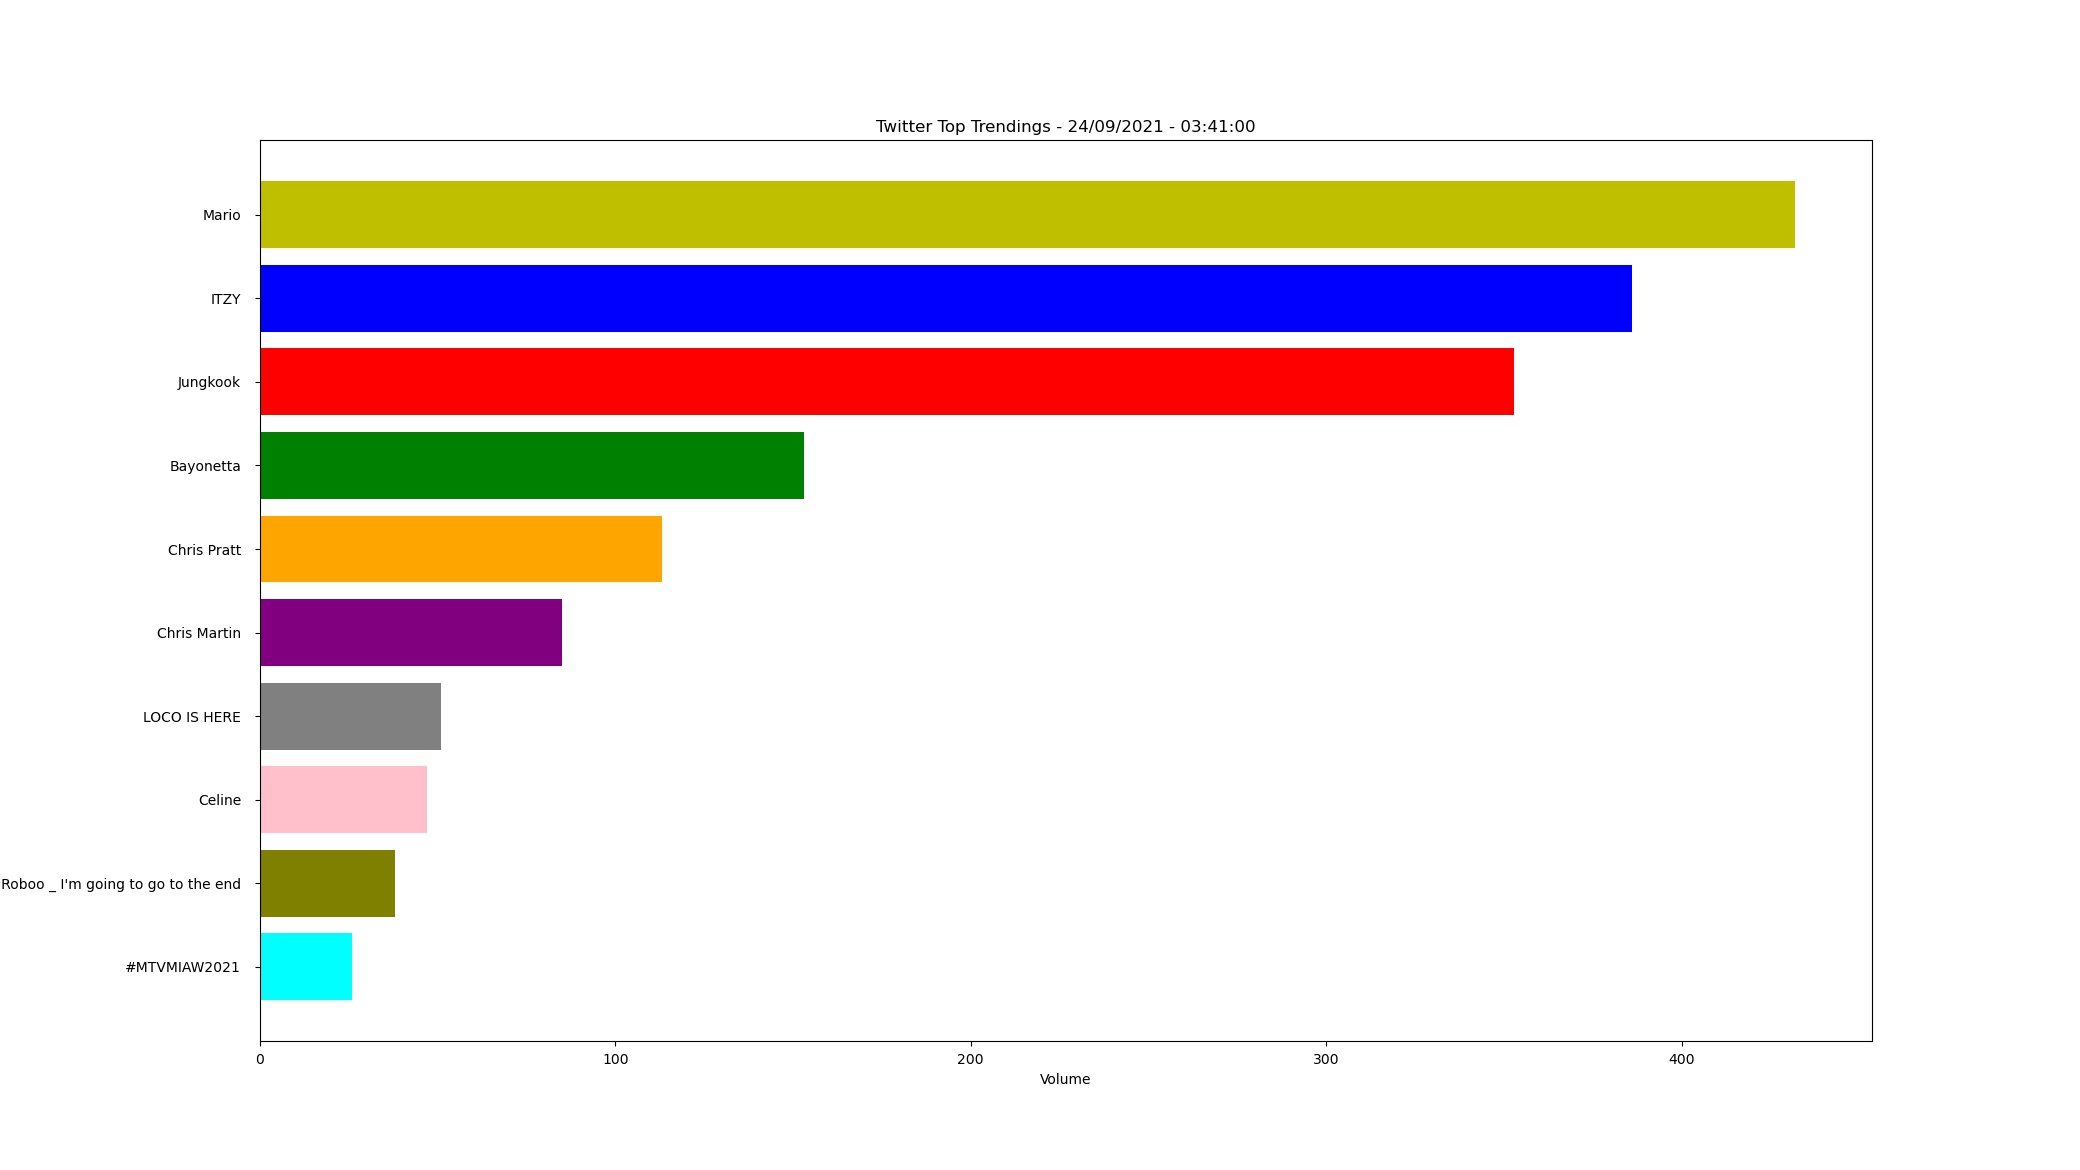 Twitter Top Trendings - 24/09/2021 - 03:41:00
Mario
ITZY
Jungkook
Bayonetta
Chris Pratt
Chris Martin
LOCO IS HERE
Celine
Roboo _ I'm going to go to the end
#MTVMIAW2021
0 100 200 300 400
Volume